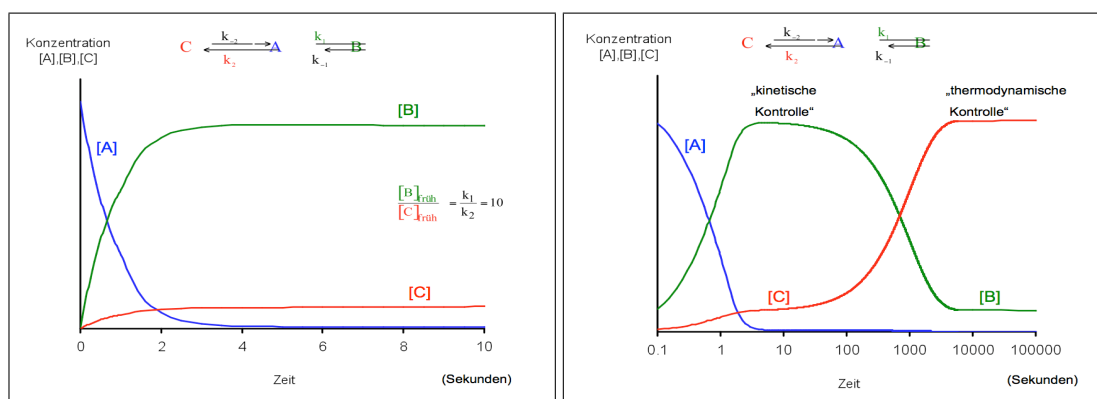 Konzentration
[A],[B],[C]
C k₋₂ k₂ A k₁ k₋₁ B
[A]
[B]
[B]früh / [C]früh = k₁ / k₂ = 10
[C]
0 2 4 6 8 10
Zeit (Sekunden)
Konzentration
[A],[B],[C]
C k₋₂ k₂ A k₁ k₋₁ B
„kinetische
Kontrolle“
„thermodynamische
Kontrolle“
[A]
[C]
[B]
0.1 1 10 100 1000 10000 100000
Zeit (Sekunden)